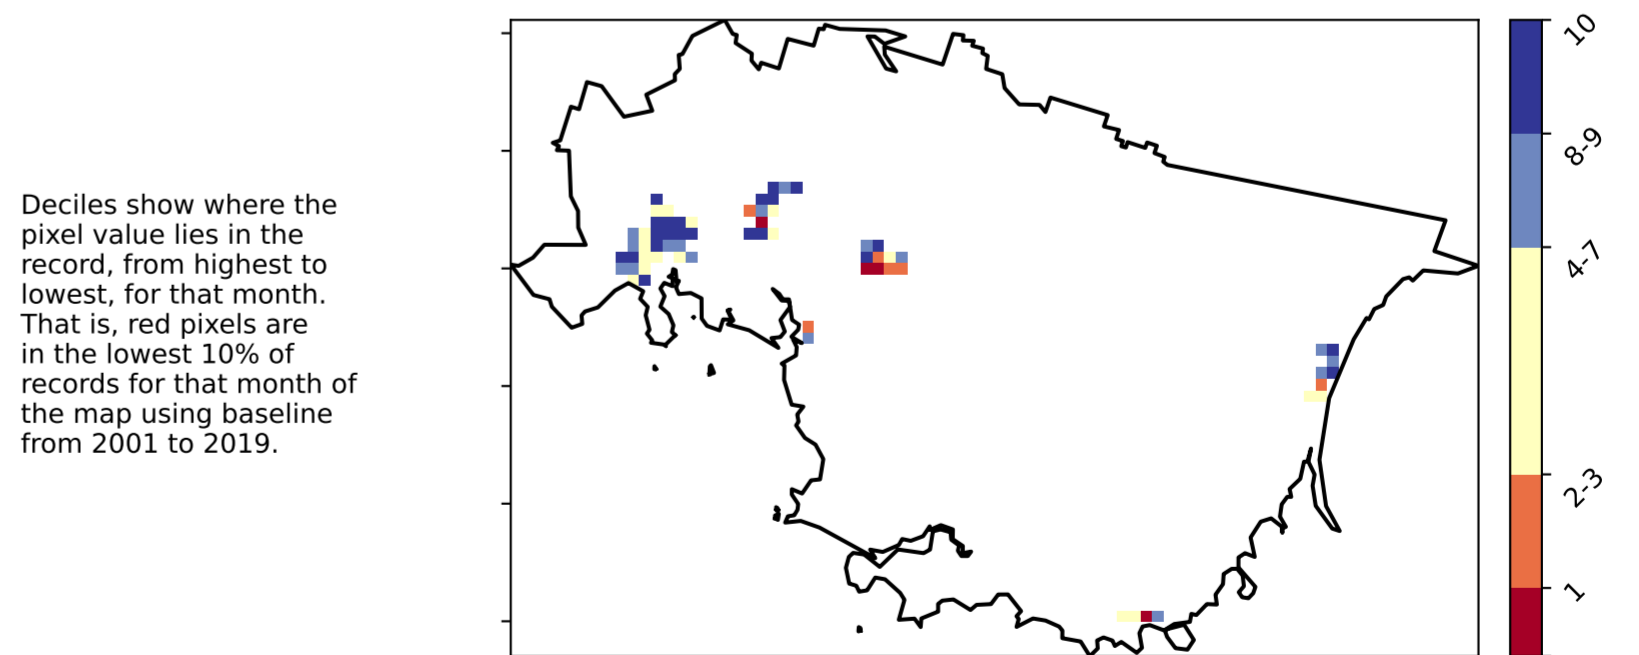 Deciles show where the
pixel value lies in the
record, from highest to
lowest, for that month.
That is, red pixels are
in the lowest 10% of
records for that month of
the map using baseline
from 2001 to 2019.
10
8-9
4-7
2-3
1